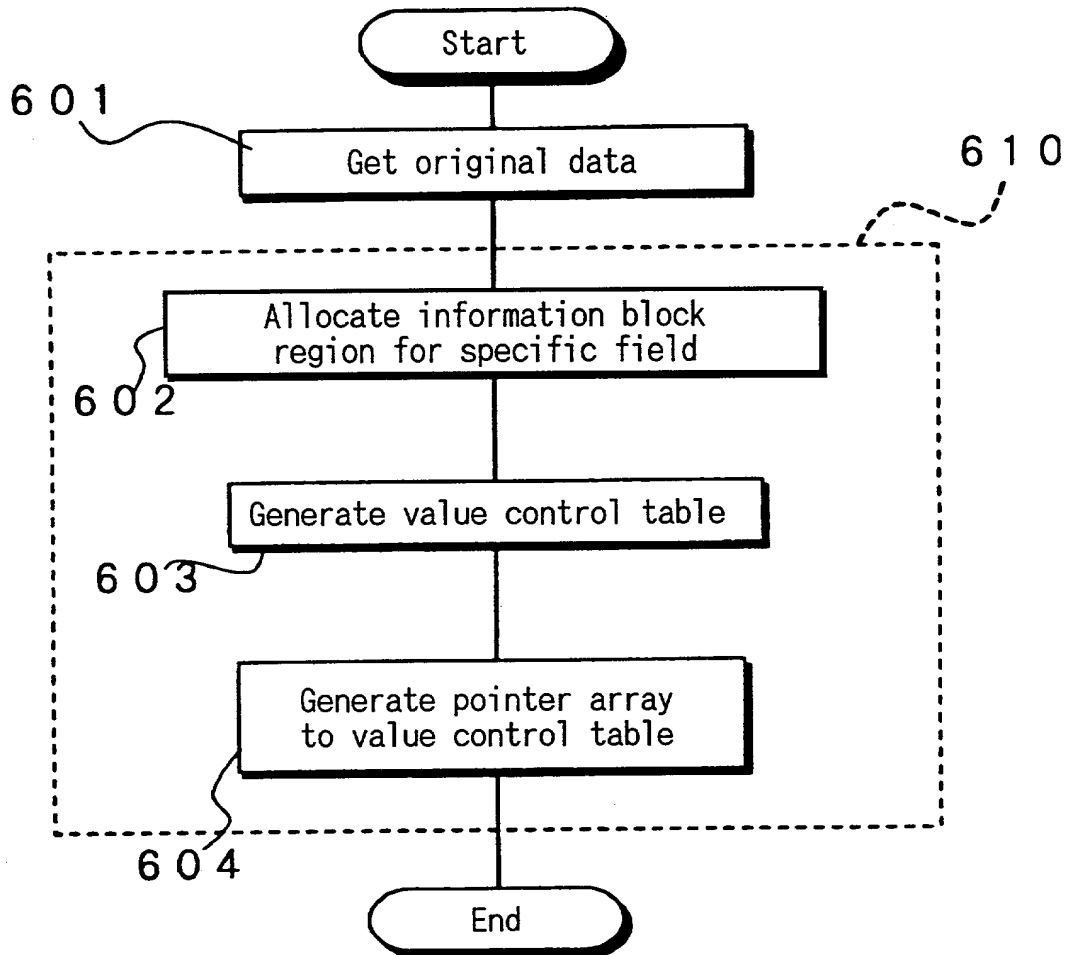 Start
601
Get original data
610
Allocate information block
region for specific field
602
Generate value control table
603
Generate pointer array
to value control table
604
End